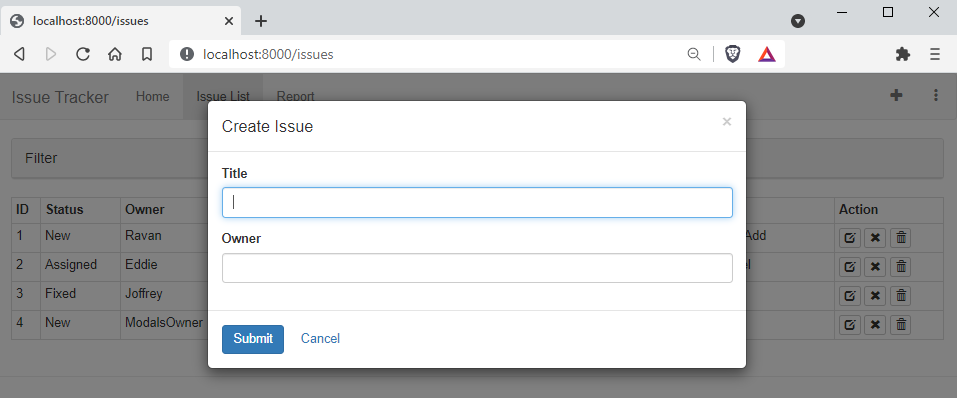 localhost:8000/issues
localhost:8000/issues
Issue Tracker Home Issue List Report
Create Issue
Filter
Title
Owner
Submit Cancel
ID Status Owner Action
1 New Ravan Add
2 Assigned Eddie
3 Fixed Joffrey
4 New ModalsOwner